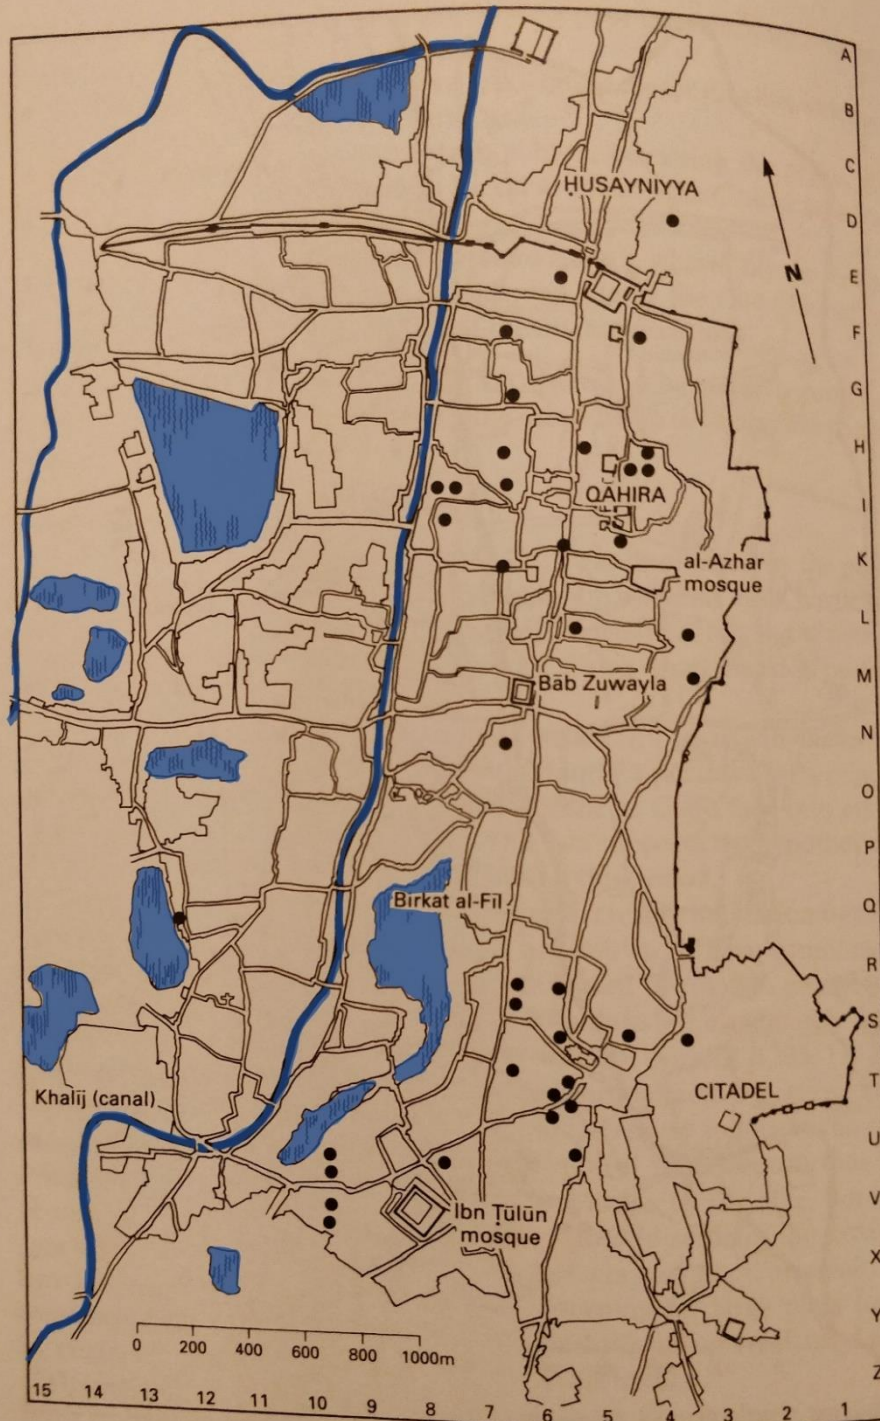 A
B
C
ḤUSAYNIYYA
D
N
E
F
G
H
QĀHIRA
I
K
al-Azhar
mosque
L
M
Bāb Zuwayla
N
O
P
Birkat al-Fīl
Q
R
S
T
Khalīj (canal)
CITADEL
U
V
Ibn Ṭūlūn
mosque
X
Y
0 200 400 600 800 1000m
Z
15 14 13 12 11 10 9 8 7 6 5 4 3 2 1